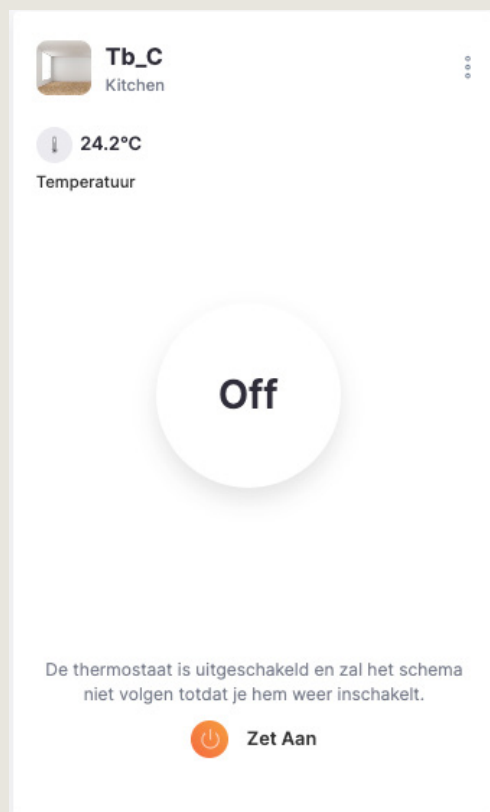 Tb_C
Kitchen
24.2°C
Temperatuur
Off
De thermostaat is uitgeschakeld en zal het schema
niet volgen totdat je hem weer inschakelt.
Zet Aan